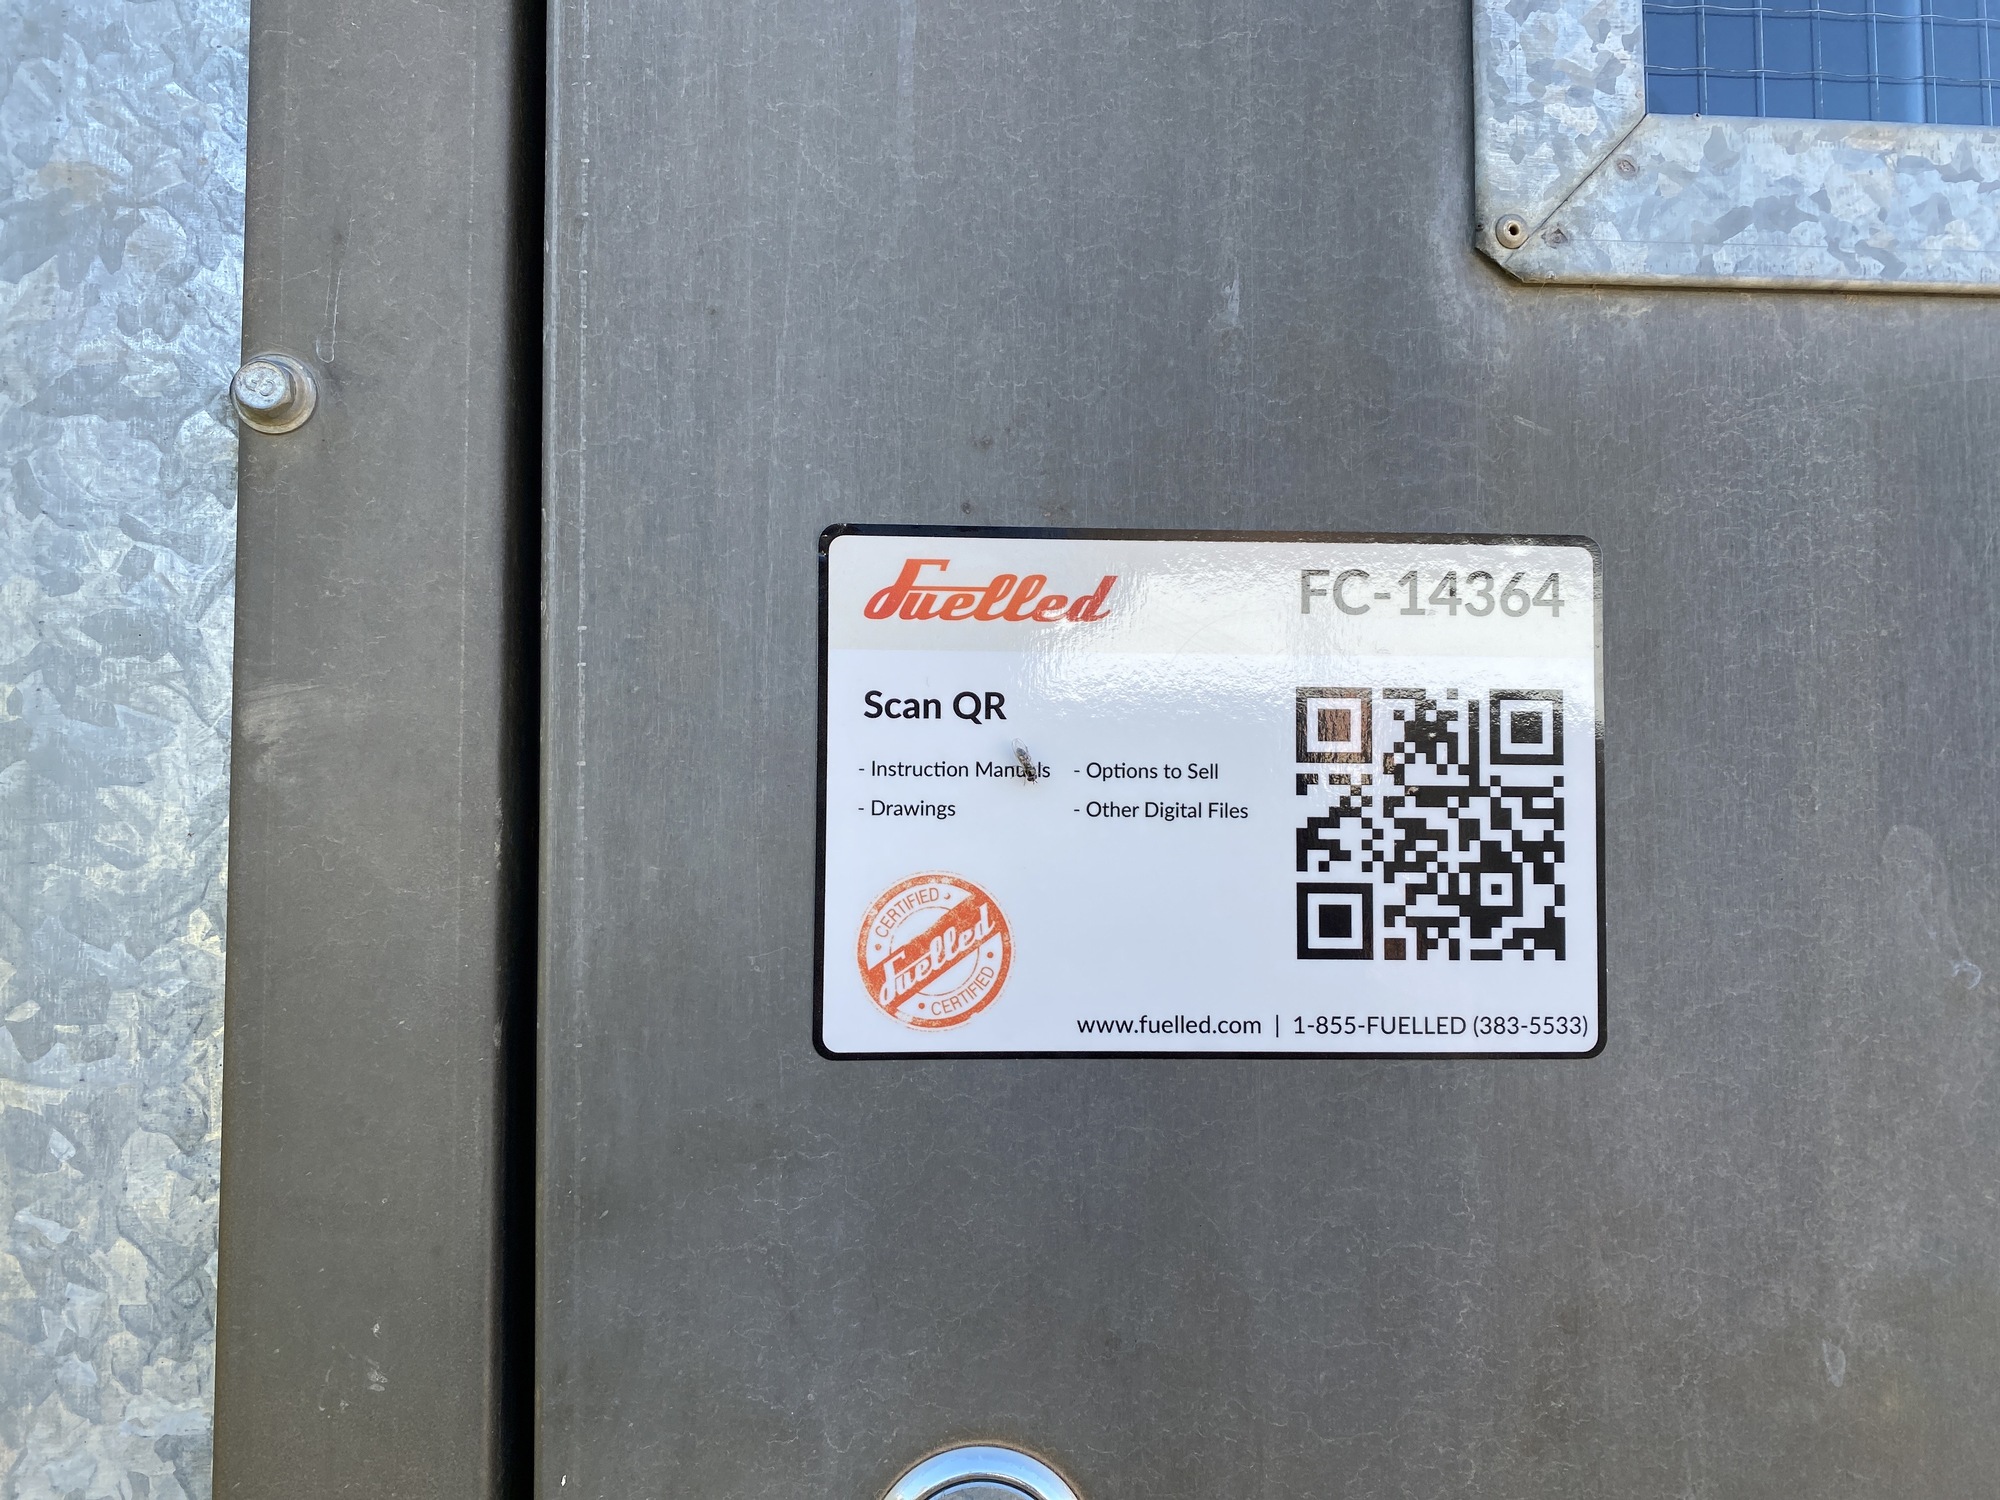 Fuelled FC-14364
Scan QR
- Instruction Manuals - Options to Sell
- Drawings - Other Digital Files
CERTIFIED
Fuelled
CERTIFIED
www.fuelled.com | 1-855-FUELLED (383-5533)